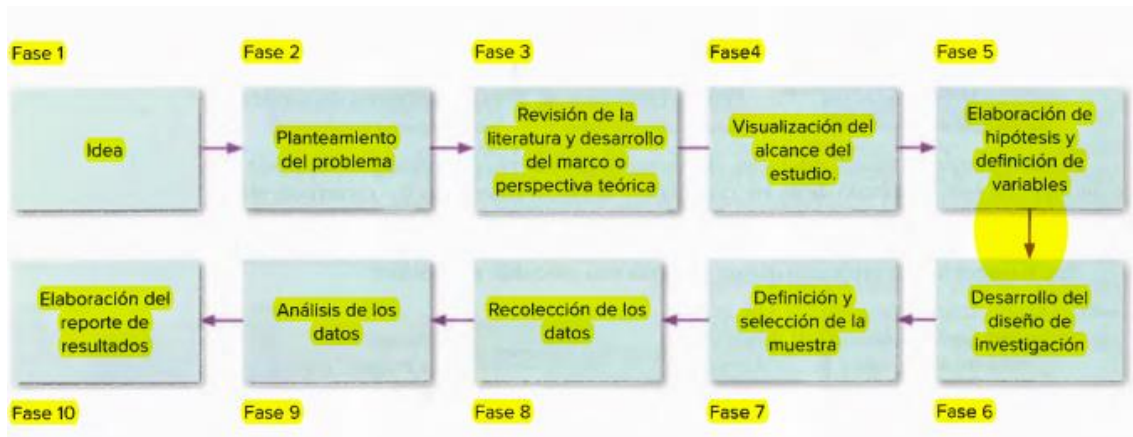 Fase 1
Idea
Fase 2
Planteamiento
del problema
Fase 3
Revisión de la
literatura y desarrollo
del marco o
perspectiva teórica
Fase4
Visualización del
alcance del
estudio.
Fase 5
Elaboración de
hipótesis y
definición de
variables
Desarrollo del
diseño de
investigación
Fase 6
Definición y
selección de la
muestra
Fase 7
Recolección de los
datos
Fase 8
Análisis de los
datos
Fase 9
Elaboración del
reporte de
resultados
Fase 10